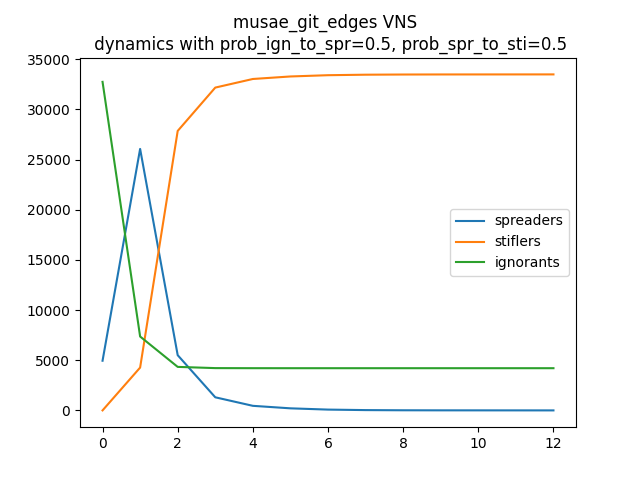 musae_git_edges VNS
dynamics with prob_ign_to_spr=0.5, prob_spr_to_sti=0.5
35000
30000
25000
20000
15000
10000
5000
0
spreaders
stiflers
ignorants
0 2 4 6 8 10 12